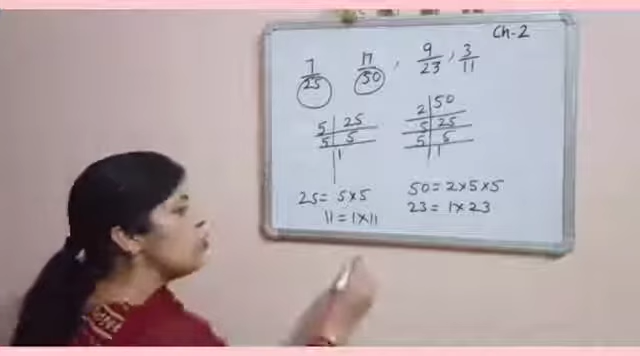 Ch-2
7/25 17/50, 9/23, 3/11
5 | 25
5 | 5
1
2 | 50
5 | 25
5 | 5
1
25 = 5×5
11 = 1×11
50 = 2×5×5
23 = 1×23